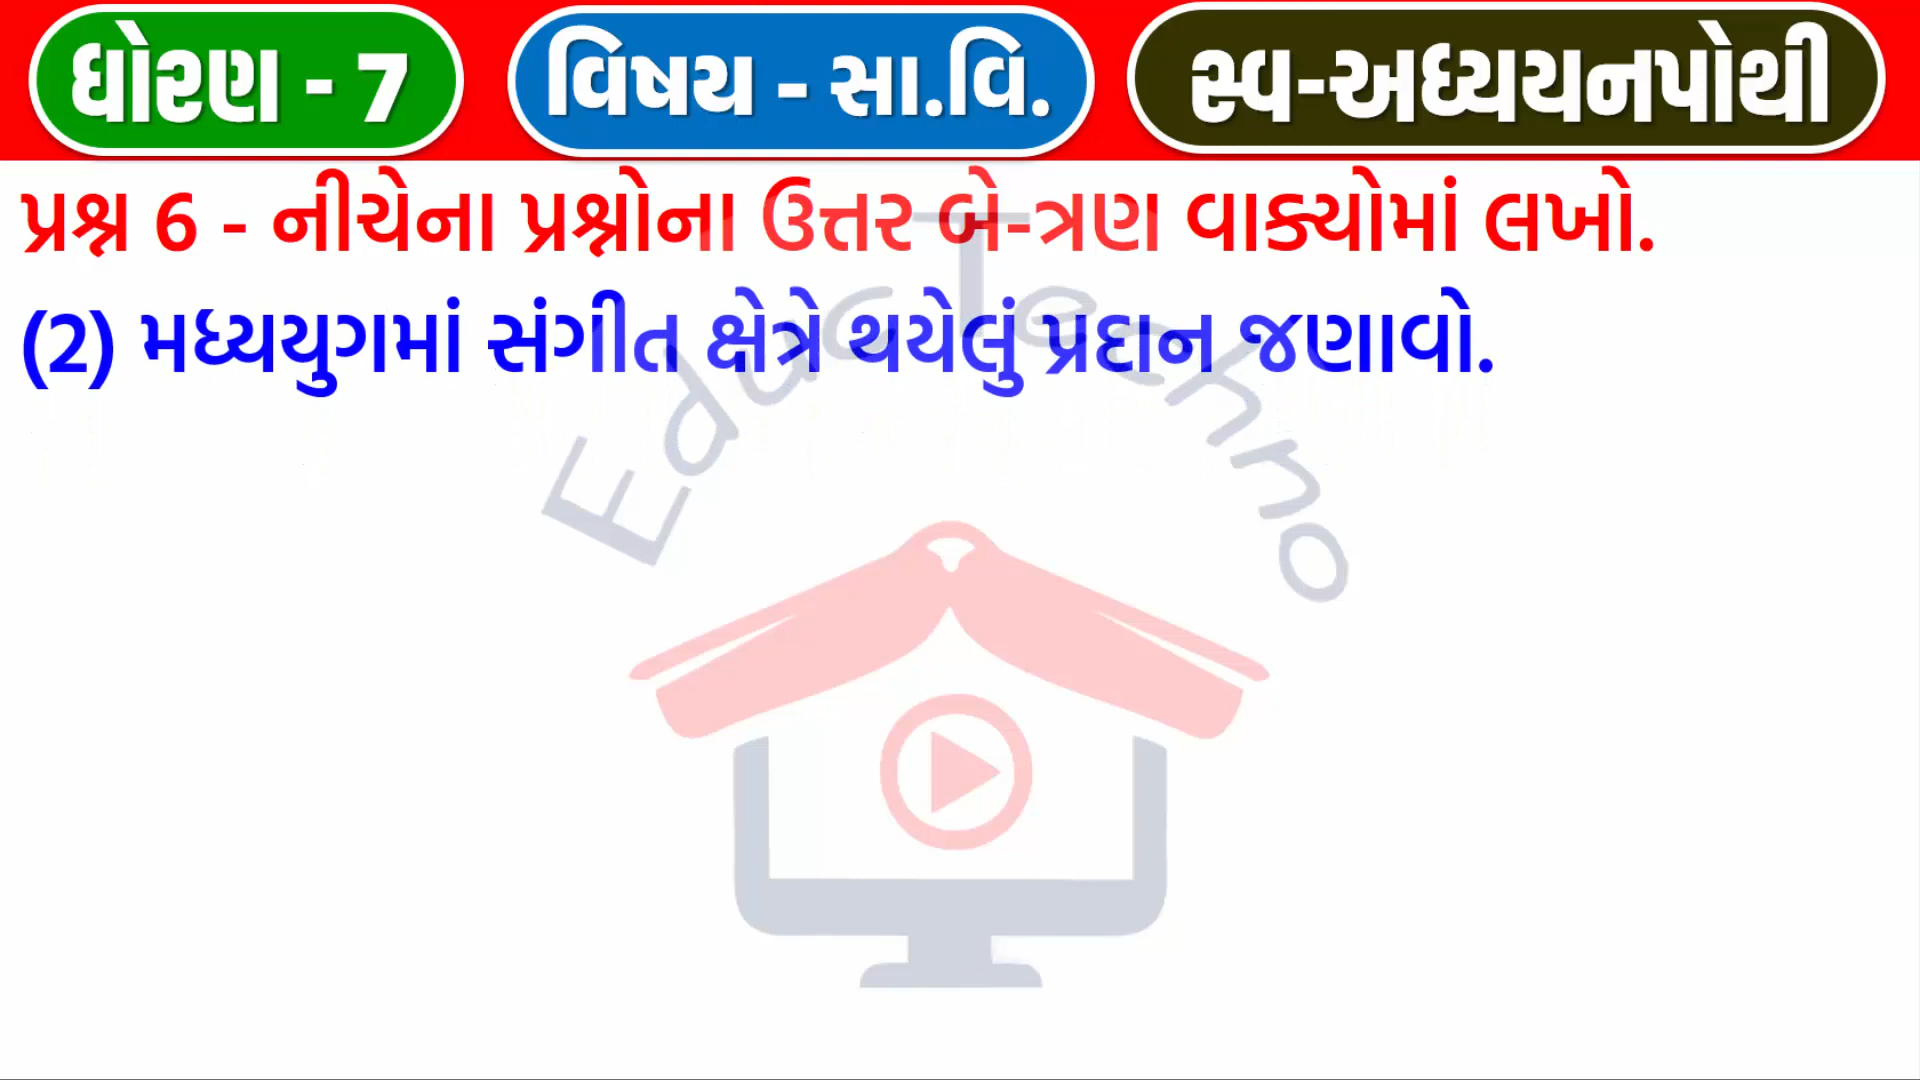 ધોરણ - 7
વિષય - સા.વિ.
સ્વ-અધ્યયનપોથી
પ્રશ્ન 6 - નીચેના પ્રશ્નોના ઉત્તર બે-ત્રણ વાક્યોમાં લખો.
(2) મધ્યયુગમાં સંગીત ક્ષેત્રે થયેલું પ્રદાન જણાવો.
EducTechno